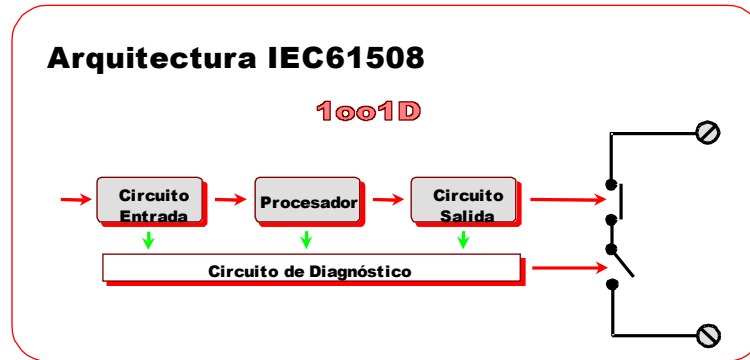 Arquitectura IEC61508
1oo1D
Circuito
Entrada
Procesador
Circuito
Salida
Circuito de Diagnóstico